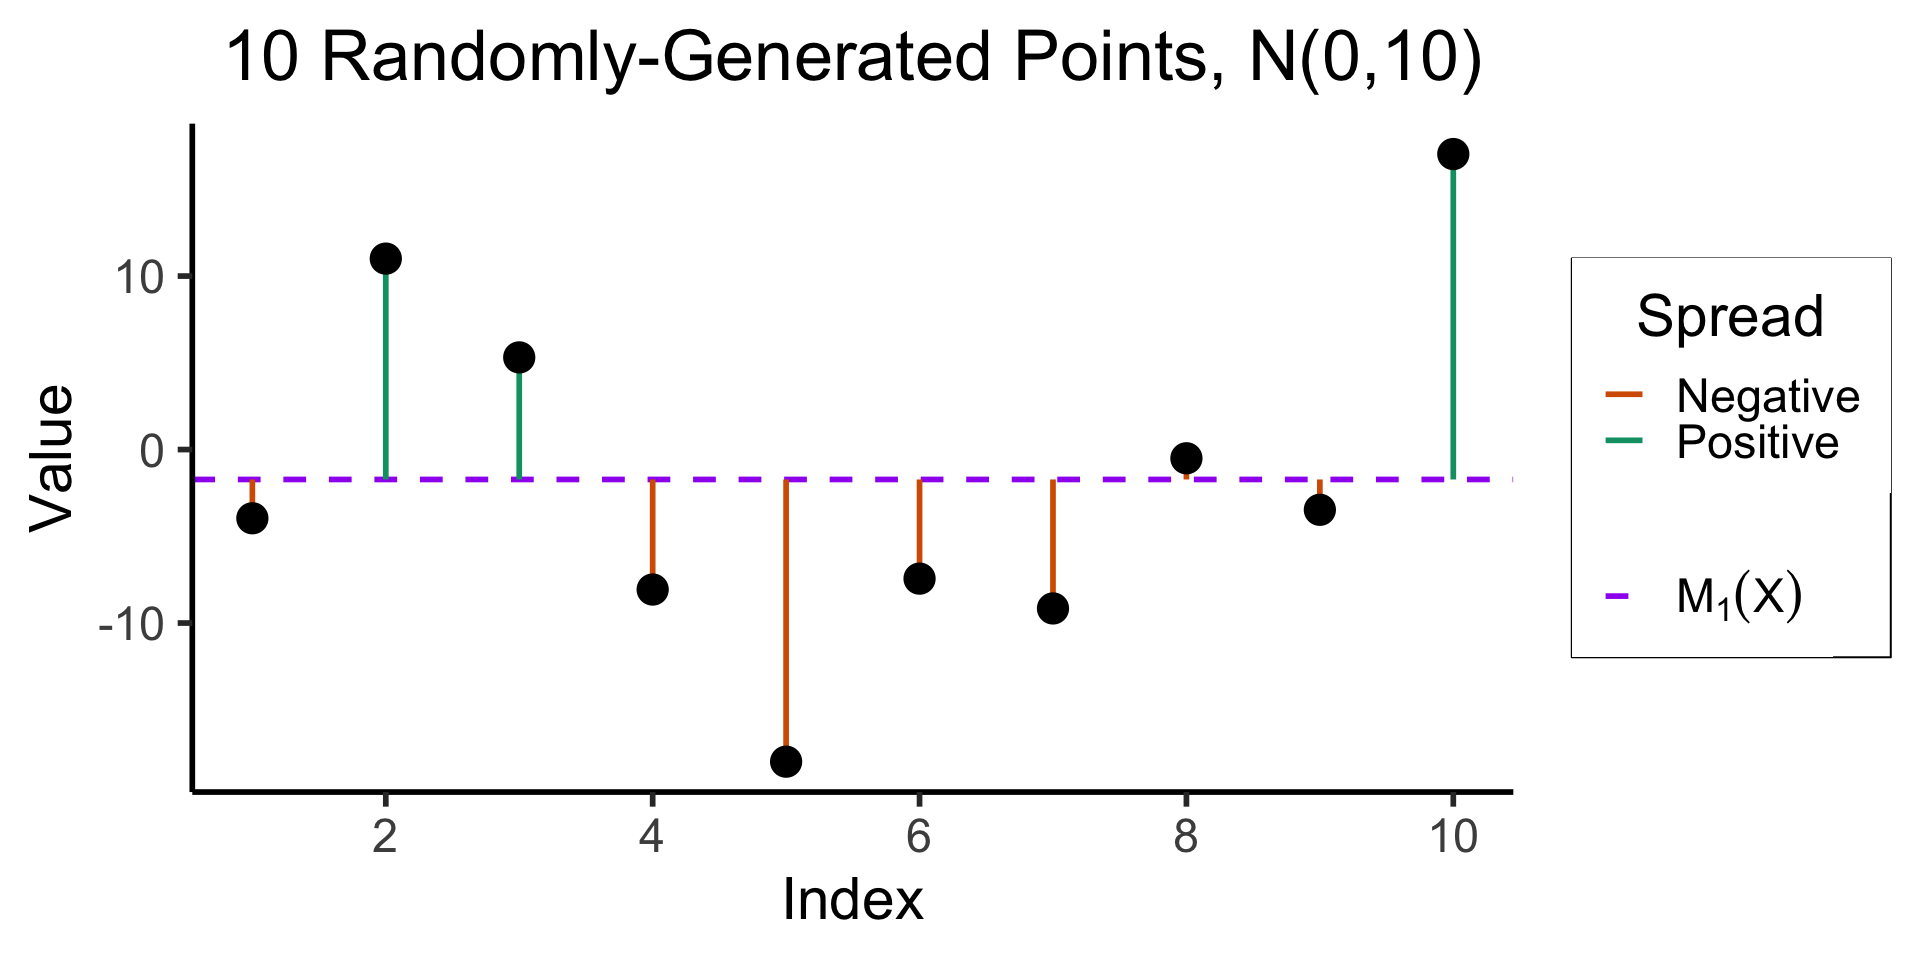 10 Randomly-Generated Points, N(0,10)
Value
10
0
-10
2
4
6
8
10
Index
Spread
Negative
Positive
M₁(X)